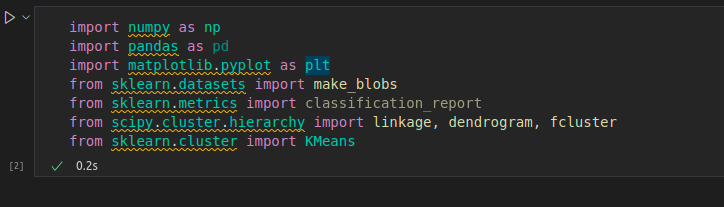 import numpy as np
import pandas as pd
import matplotlib.pyplot as plt
from sklearn.datasets import make_blobs
from sklearn.metrics import classification_report
from scipy.cluster.hierarchy import linkage, dendrogram, fcluster
from sklearn.cluster import KMeans
[2] 0.2s